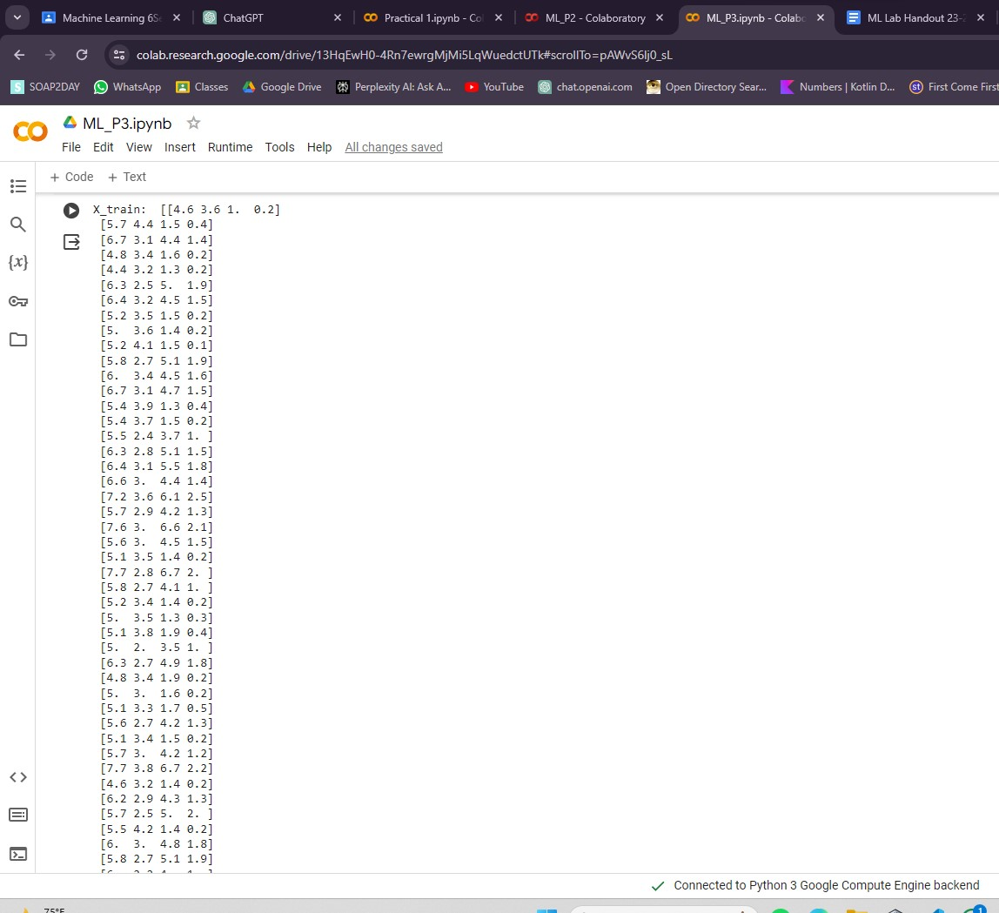 Machine Learning 6Se
ChatGPT
Practical 1.ipynb - Co
ML_P2 - Colaboratory
ML_P3.ipynb - Colabo
ML Lab Handout 23-2
colab.research.google.com/drive/13HqEwH0-4Rn7ewrgMjMi5LqWuedctUTk#scrollTo=pAWvS6lj0_sL
SOAP2DAY
WhatsApp
Classes
Google Drive
Perplexity AI: Ask A...
YouTube
chat.openai.com
Open Directory Sear...
Numbers | Kotlin D...
First Come First
ML_P3.ipynb
File Edit View Insert Runtime Tools Help All changes saved
+ Code + Text
X_train:  [[4.6 3.6 1.  0.2]
[5.7 4.4 1.5 0.4]
[6.7 3.1 4.4 1.4]
[4.8 3.4 1.6 0.2]
[4.4 3.2 1.3 0.2]
[6.3 2.5 5.  1.9]
[6.4 3.2 4.5 1.5]
[5.2 3.5 1.5 0.2]
[5.  3.6 1.4 0.2]
[5.2 4.1 1.5 0.1]
[5.8 2.7 5.1 1.9]
[6.  3.4 4.5 1.6]
[6.7 3.1 4.7 1.5]
[5.4 3.9 1.3 0.4]
[5.4 3.7 1.5 0.2]
[5.5 2.4 3.7 1. ]
[6.3 2.8 5.1 1.5]
[6.4 3.1 5.5 1.8]
[6.6 3.  4.4 1.4]
[7.2 3.6 6.1 2.5]
[5.7 2.9 4.2 1.3]
[7.6 3.  6.6 2.1]
[5.6 3.  4.5 1.5]
[5.1 3.5 1.4 0.2]
[7.7 2.8 6.7 2. ]
[5.8 2.7 4.1 1. ]
[5.2 3.4 1.4 0.2]
[5.  3.5 1.3 0.3]
[5.1 3.8 1.9 0.4]
[5.  2.  3.5 1. ]
[6.3 2.7 4.9 1.8]
[4.8 3.4 1.9 0.2]
[5.  3.  1.6 0.2]
[5.1 3.3 1.7 0.5]
[5.6 2.7 4.2 1.3]
[5.1 3.4 1.5 0.2]
[5.7 3.  4.2 1.2]
[7.7 3.8 6.7 2.2]
[4.6 3.2 1.4 0.2]
[6.2 2.9 4.3 1.3]
[5.7 2.5 5.  2. ]
[5.5 4.2 1.4 0.2]
[6.  3.  4.8 1.8]
[5.8 2.7 5.1 1.9]
{x}
Connected to Python 3 Google Compute Engine backend
75°F
1